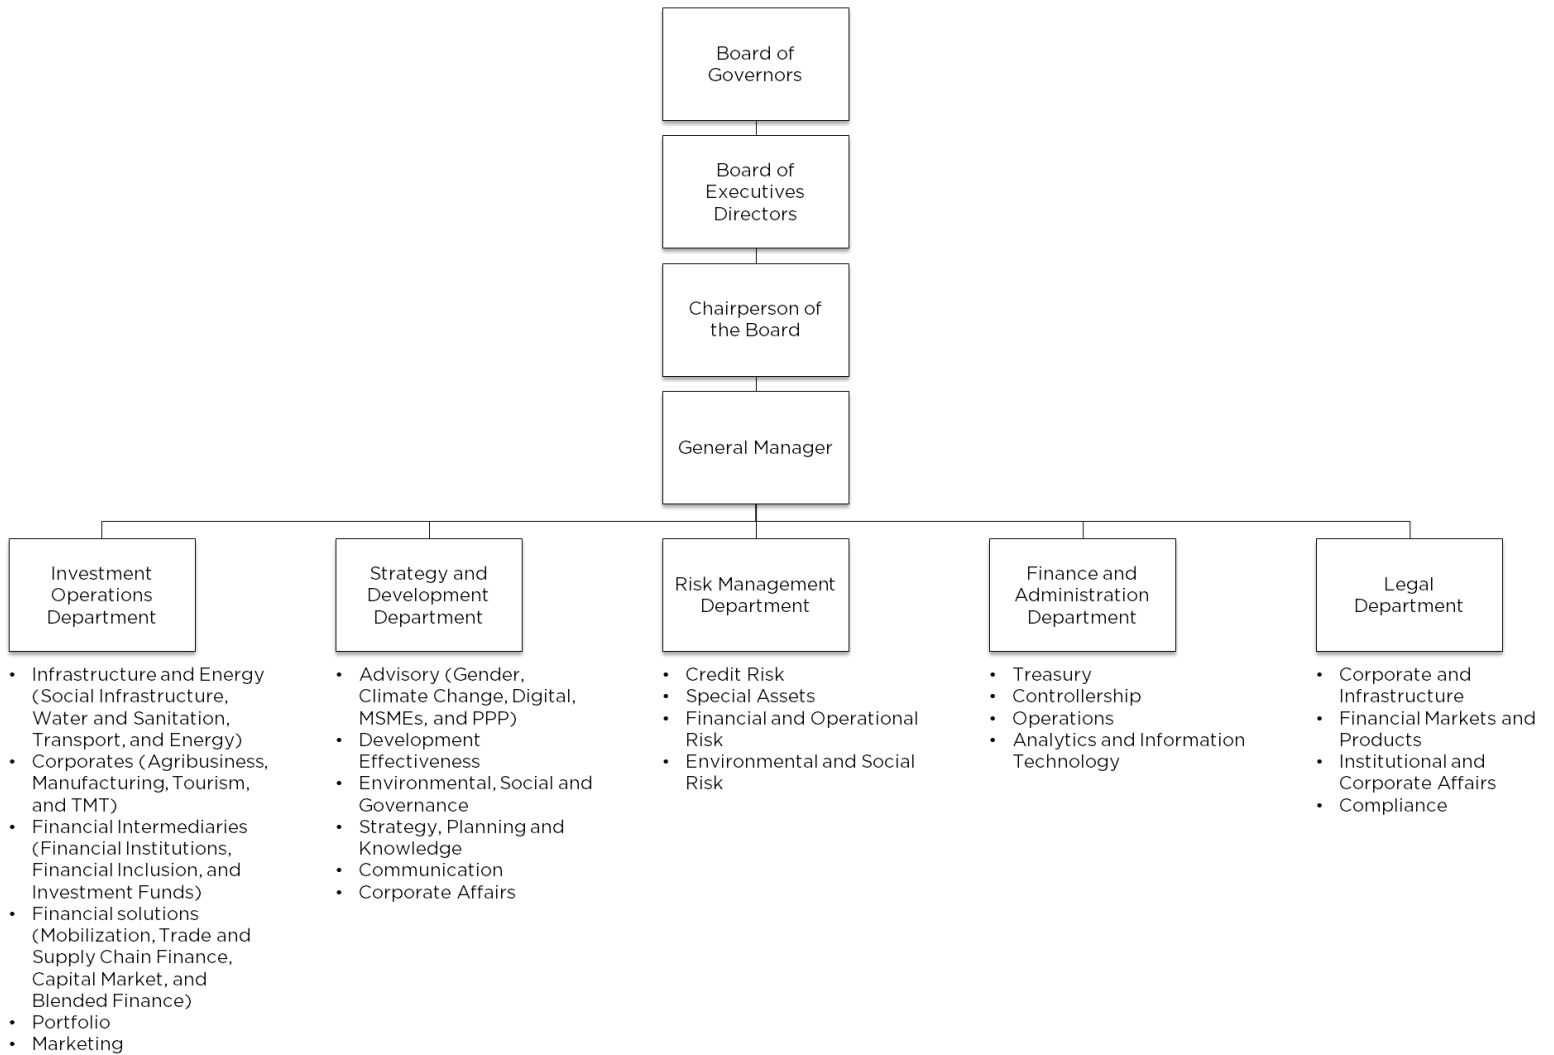 Board of
Governors
Board of
Executives
Directors
Chairperson of
the Board
General Manager
Investment
Operations
Department
Strategy and
Development
Department
Risk Management
Department
Finance and
Administration
Department
Legal
Department
• Infrastructure and Energy
(Social Infrastructure,
Water and Sanitation,
Transport, and Energy)
• Corporates (Agribusiness,
Manufacturing, Tourism,
and TMT)
• Financial Intermediaries
(Financial Institutions,
Financial Inclusion, and
Investment Funds)
• Financial solutions
(Mobilization, Trade and
Supply Chain Finance,
Capital Market, and
Blended Finance)
• Portfolio
• Marketing
• Advisory (Gender,
Climate Change, Digital,
MSMEs, and PPP)
• Development
Effectiveness
• Environmental, Social and
Governance
• Strategy, Planning and
Knowledge
• Communication
• Corporate Affairs
• Credit Risk
• Special Assets
• Financial and Operational
Risk
• Environmental and Social
Risk
• Treasury
• Controllership
• Operations
• Analytics and Information
Technology
• Corporate and
Infrastructure
• Financial Markets and
Products
• Institutional and
Corporate Affairs
• Compliance